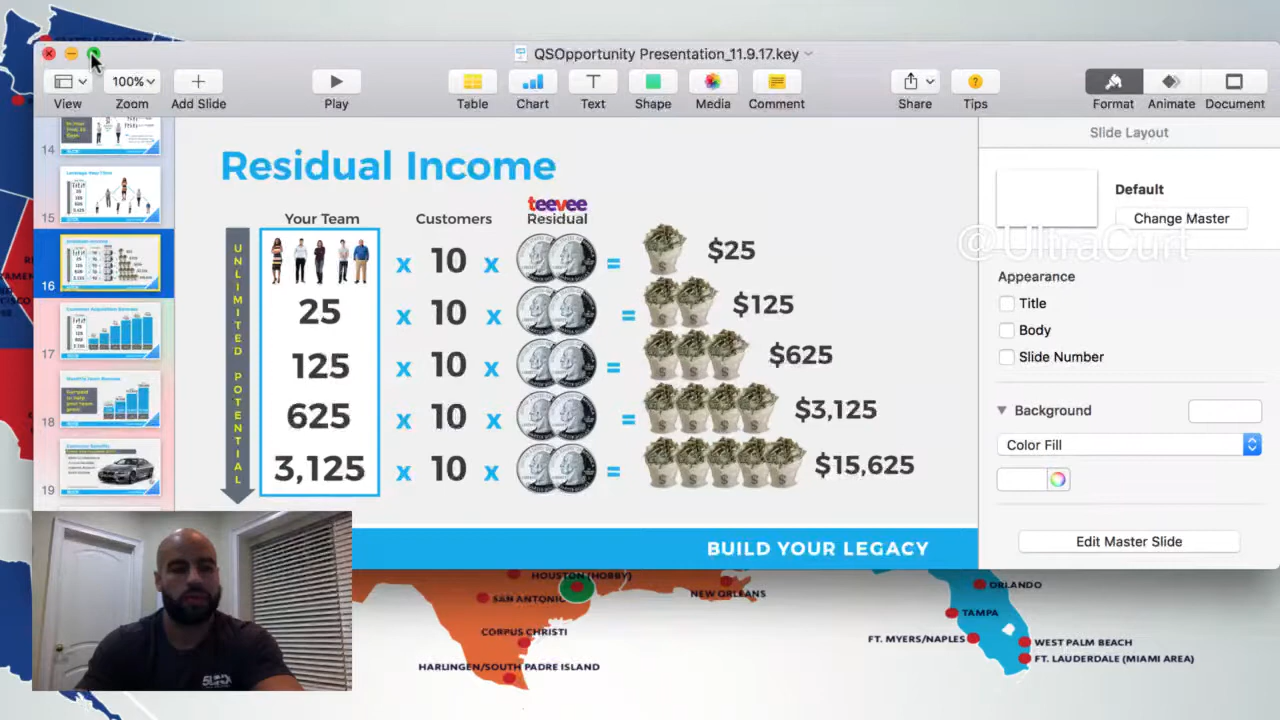 QSOpportunity Presentation_11.9.17.key
100%
View
Zoom
Add Slide
Play
Table
Chart
Text
Shape
Media
Comment
Share
Tips
Format
Animate
Document
Slide Layout
Default
Change Master
@UltraCurt
Appearance
Title
Body
Slide Number
Background
Color Fill
Edit Master Slide
14
15
16
17
18
19
Residual Income
Your Team
Customers
teevee
Residual
UNLIMITED POTENTIAL
x 10 x = $25
25 x 10 x = $125
125 x 10 x = $625
625 x 10 x = $3,125
3,125 x 10 x = $15,625
BUILD YOUR LEGACY
HOUSTON (HOBBY)
SAN ANTONIO
CORPUS CHRISTI
HARLINGEN/SOUTH PADRE ISLAND
NEW ORLEANS
ORLANDO
TAMPA
FT. MYERS/NAPLES
WEST PALM BEACH
FT. LAUDERDALE (MIAMI AREA)